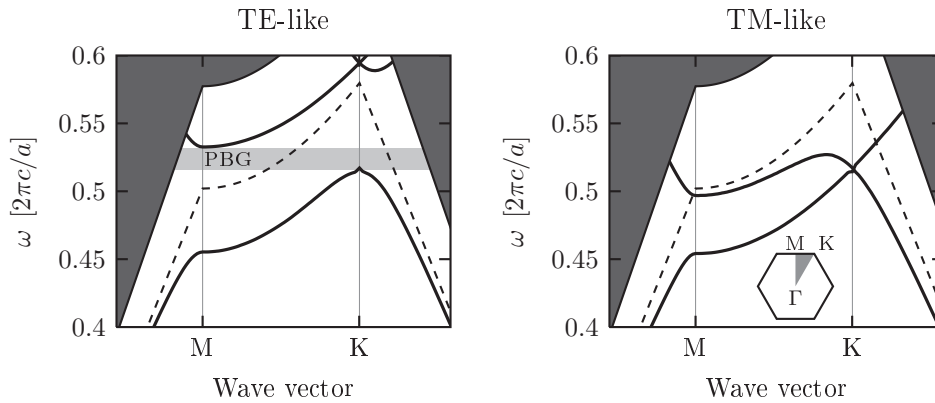 TE-like
ω [2πc/a]
0.6
0.55
0.5
0.45
0.4
PBG
M
K
Wave vector
TM-like
ω [2πc/a]
0.6
0.55
0.5
0.45
0.4
M K
Γ
M
K
Wave vector